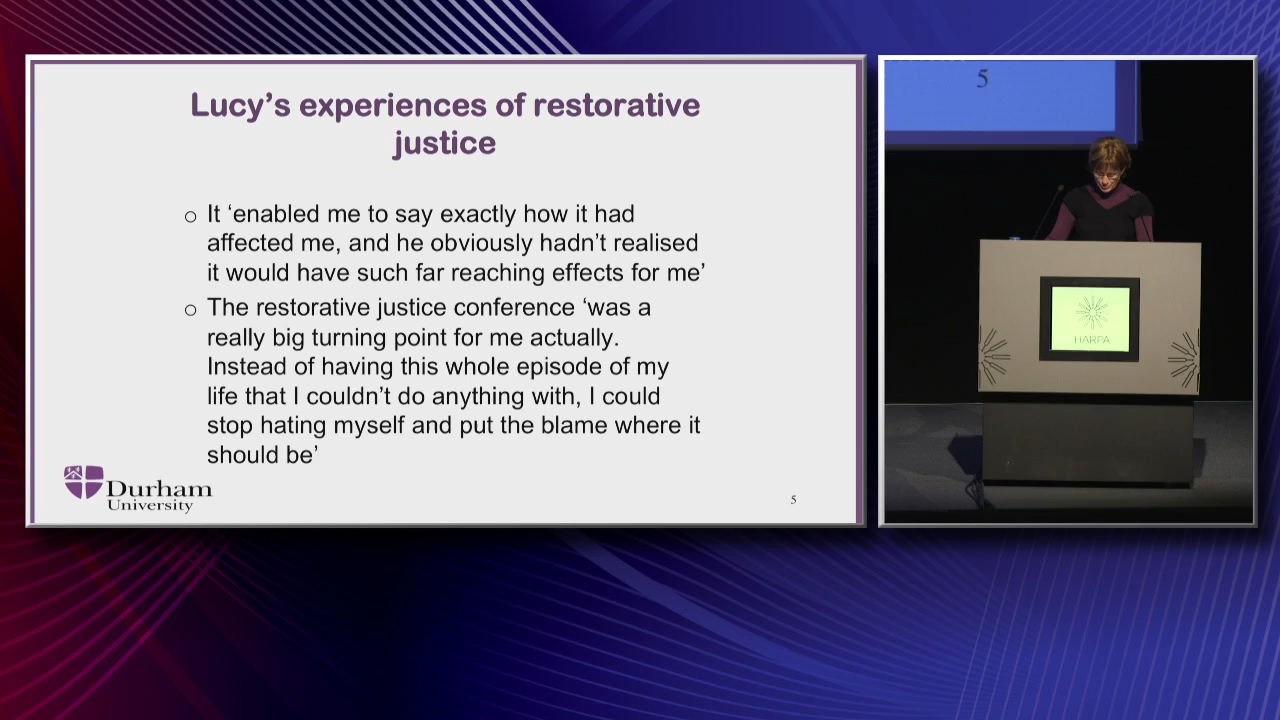 Lucy’s experiences of restorative
justice
○ It ‘enabled me to say exactly how it had
affected me, and he obviously hadn’t realised
it would have such far reaching effects for me’
○ The restorative justice conference ‘was a
really big turning point for me actually.
Instead of having this whole episode of my
life that I couldn’t do anything with, I could
stop hating myself and put the blame where it
should be’
Durham
University
5
5
HARPA